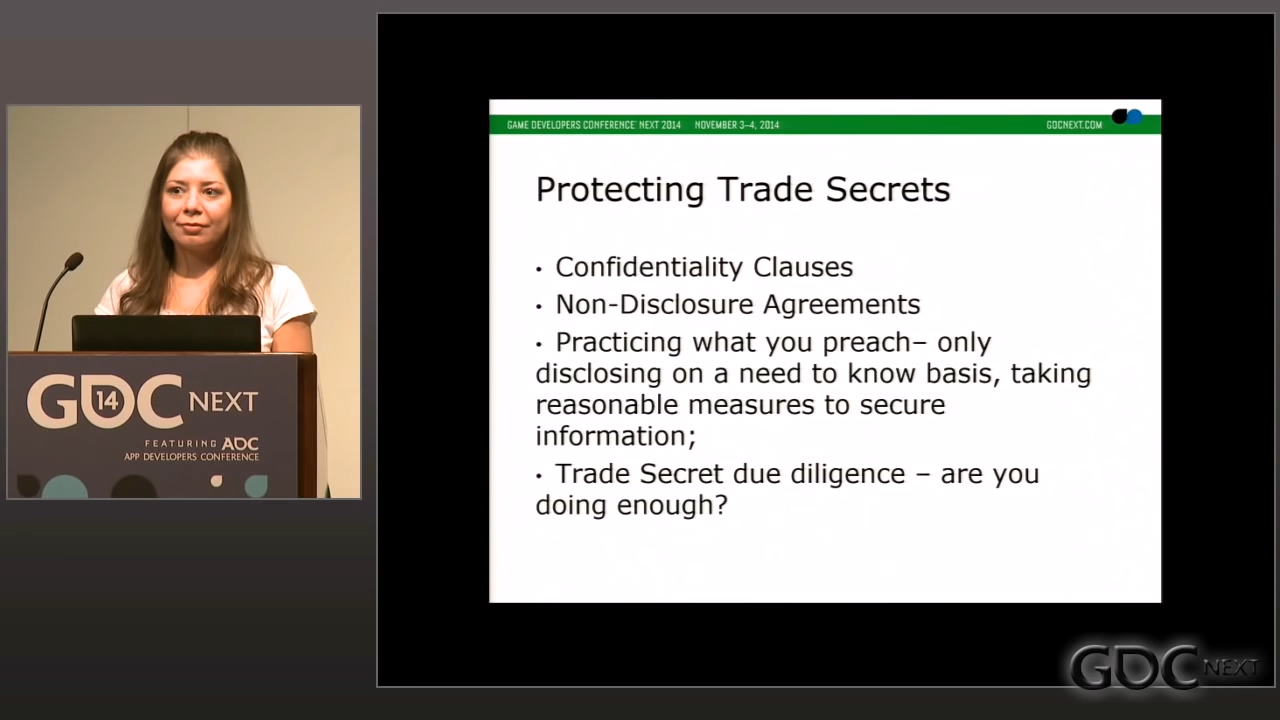 GAME DEVELOPERS CONFERENCE NEXT 2014 NOVEMBER 3–4, 2014 GDCNEXT.COM
Protecting Trade Secrets
• Confidentiality Clauses
• Non-Disclosure Agreements
• Practicing what you preach– only
disclosing on a need to know basis, taking
reasonable measures to secure
information;
• Trade Secret due diligence – are you
doing enough?
GDC 14 NEXT
FEATURING ADC
APP DEVELOPERS CONFERENCE
GDC NEXT